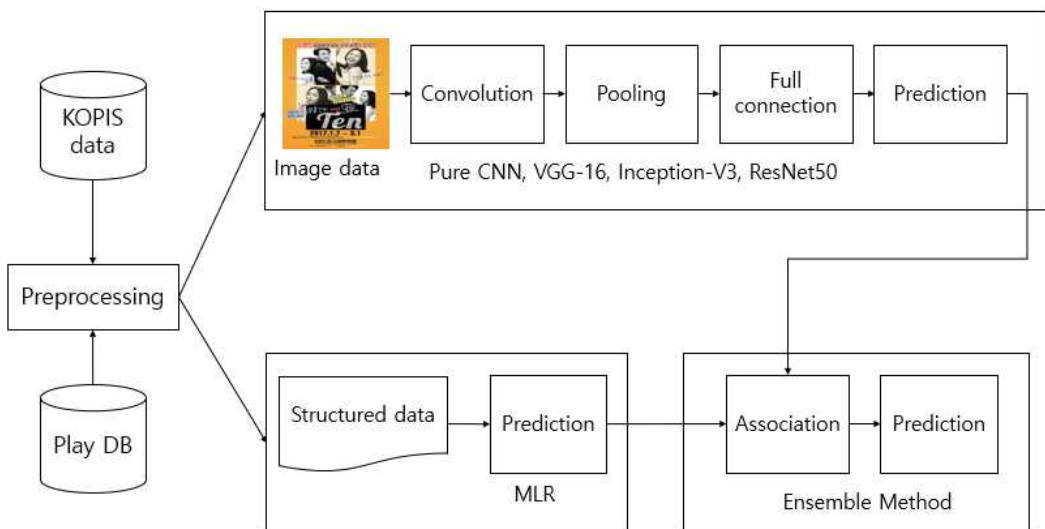 KOPIS
data
Preprocessing
Play DB
Ten
Image data
Convolution
Pooling
Full
connection
Prediction
Pure CNN, VGG-16, Inception-V3, ResNet50
Structured data
Prediction
MLR
Association
Prediction
Ensemble Method